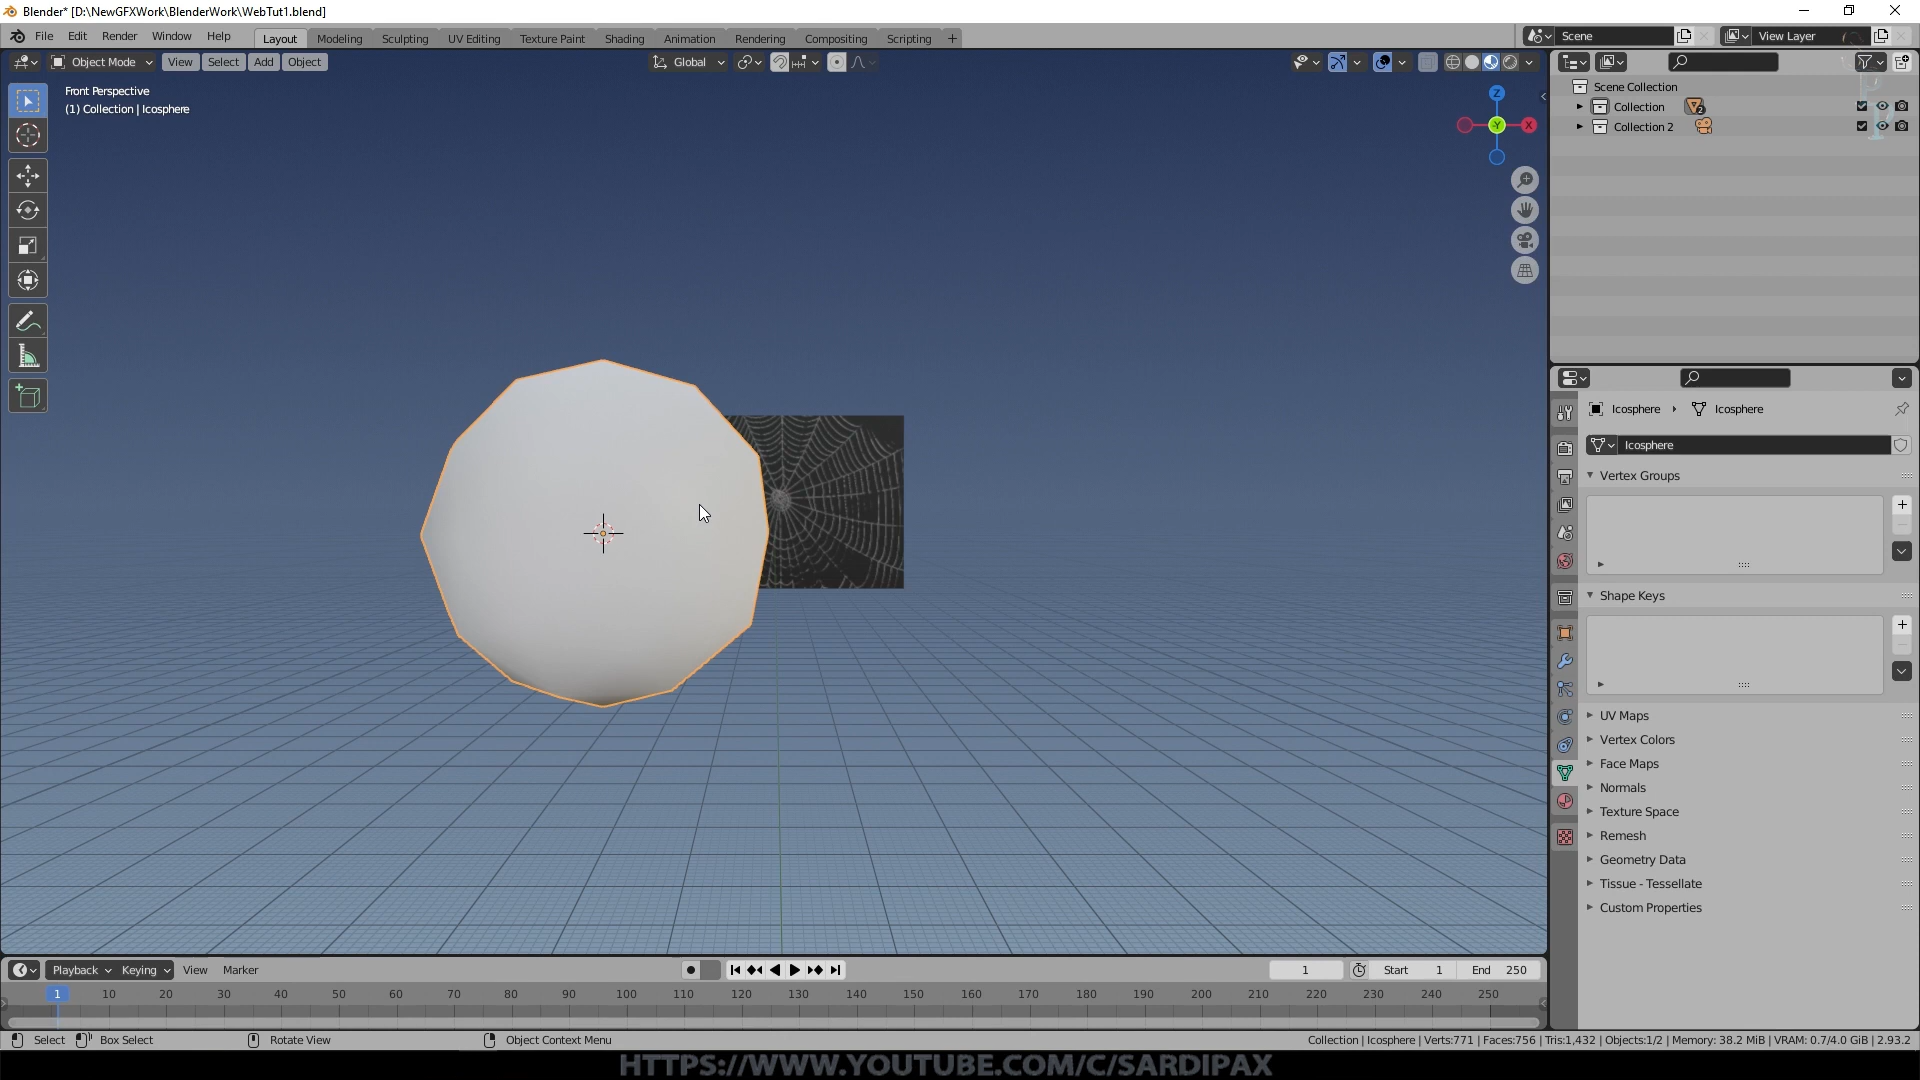 Blender* [D:\NewGFXWork\BlenderWork\WebTut1.blend]
File Edit Render Window Help Layout Modeling Sculpting UV Editing Texture Paint Shading Animation Rendering Compositing Scripting + Scene View Layer
Object Mode View Select Add Object Global
Front Perspective
(1) Collection | Icosphere
Z
-Y
X
Scene Collection
Collection 2
Collection 2
Icosphere Icosphere
Icosphere
Vertex Groups
Shape Keys
UV Maps
Vertex Colors
Face Maps
Normals
Texture Space
Remesh
Geometry Data
Tissue - Tessellate
Custom Properties
Playback Keying View Marker 1 Start 1 End 250
1 10 20 30 40 50 60 70 80 90 100 110 120 130 140 150 160 170 180 190 200 210 220 230 240 250
Select Box Select Rotate View Object Context Menu Collection | Icosphere | Verts:771 | Faces:756 | Tris:1,432 | Objects:1/2 | Memory: 38.2 MiB | VRAM: 0.7/4.0 GiB | 2.93.2
HTTPS://WWW.YOUTUBE.COM/C/SARDIPAX